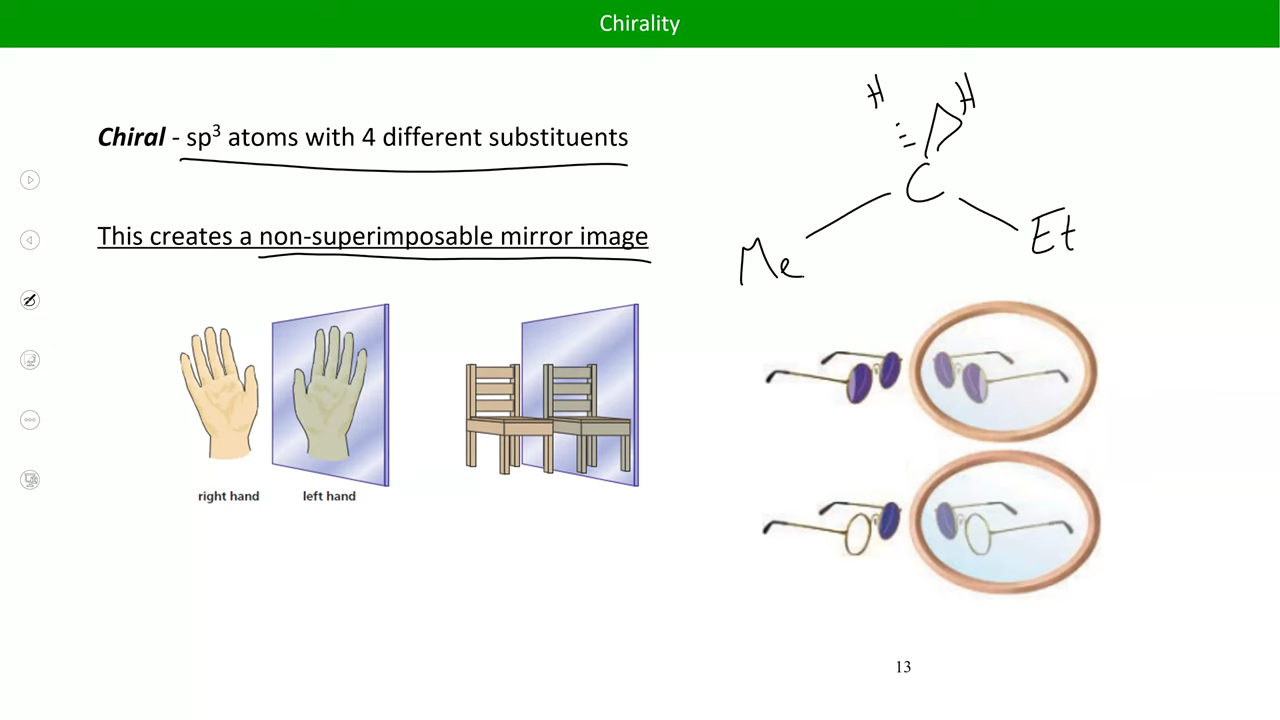 Chirality
Chiral - sp³ atoms with 4 different substituents
This creates a non-superimposable mirror image
H
H
C
Me
Et
right hand
left hand
13